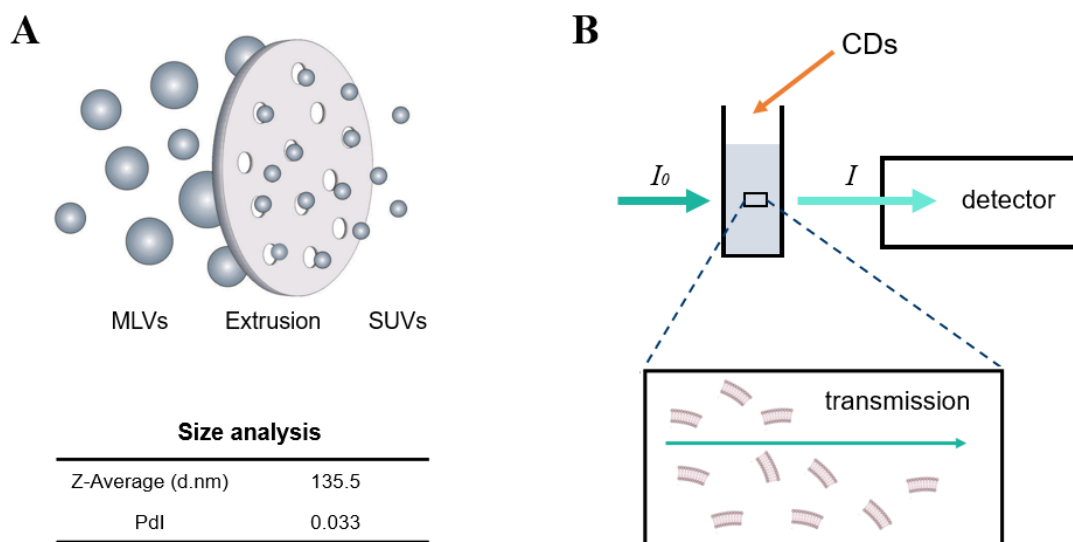 A
MLVs Extrusion SUVs
Size analysis
Z-Average (d.nm) 135.5
PdI 0.033
B
CDs
I0 I
detector
transmission